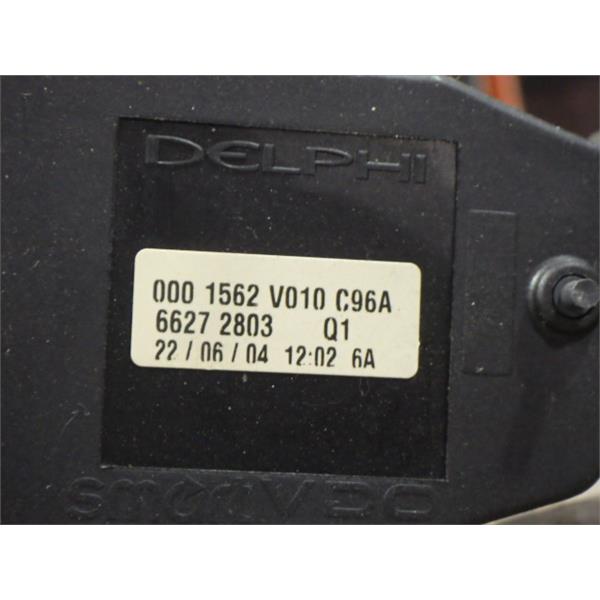 DELPHI
000 1562 V010 C96A
6627 2803 Q1
22 / 06 / 04 12:02 6A